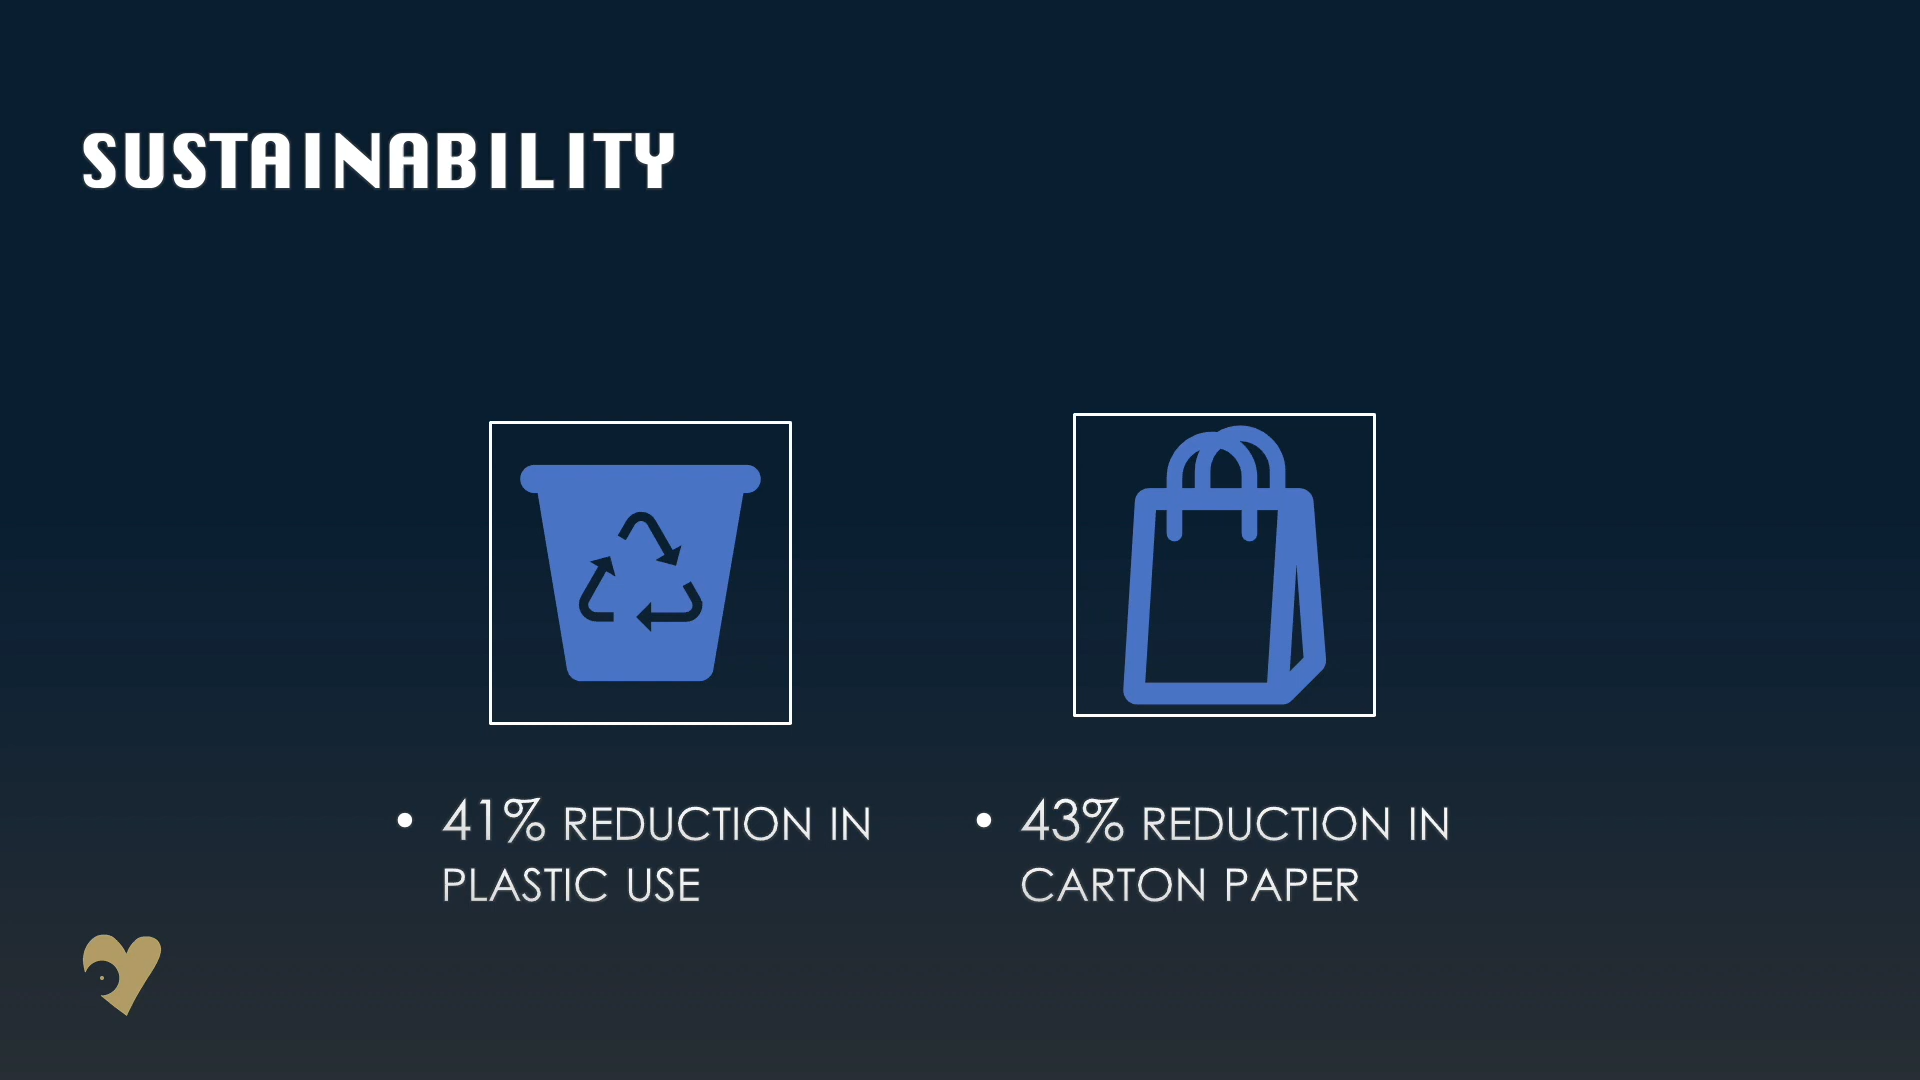 SUSTAINABILITY
• 41% REDUCTION IN
PLASTIC USE
• 43% REDUCTION IN
CARTON PAPER